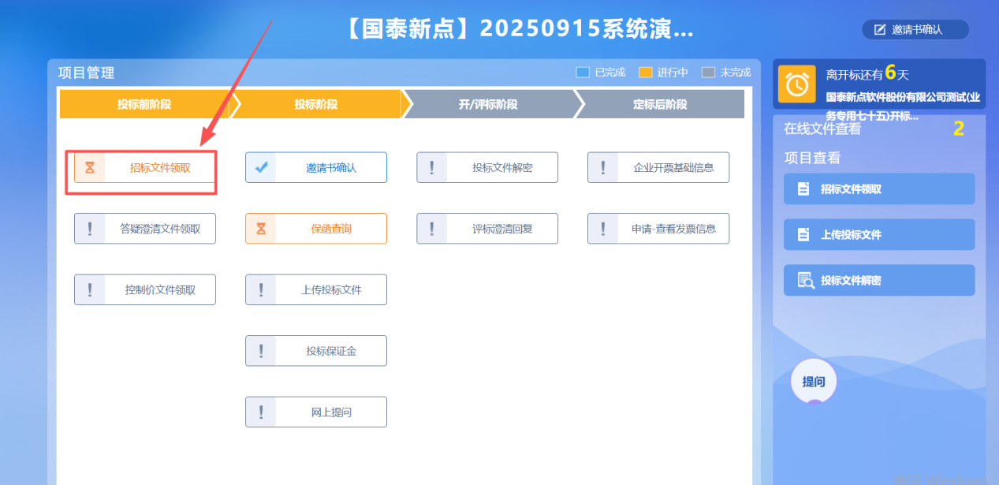 【国泰新点】20250915系统演...
邀请书确认
项目管理
已完成 进行中 未完成
投标前阶段 投标阶段 开/评标阶段 定标后阶段
招标文件领取 邀请书确认 投标文件解密 企业开票基础信息
答疑澄清文件领取 保函查询 评标澄清回复 申请-查看发票信息
控制价文件领取 上传投标文件
投标保证金
网上提问
离开标还有6天
国泰新点软件股份有限公司测试(业
务专用七十五)开标...
在线文件查看 2
项目查看
招标文件领取
上传投标文件
投标文件解密
提问